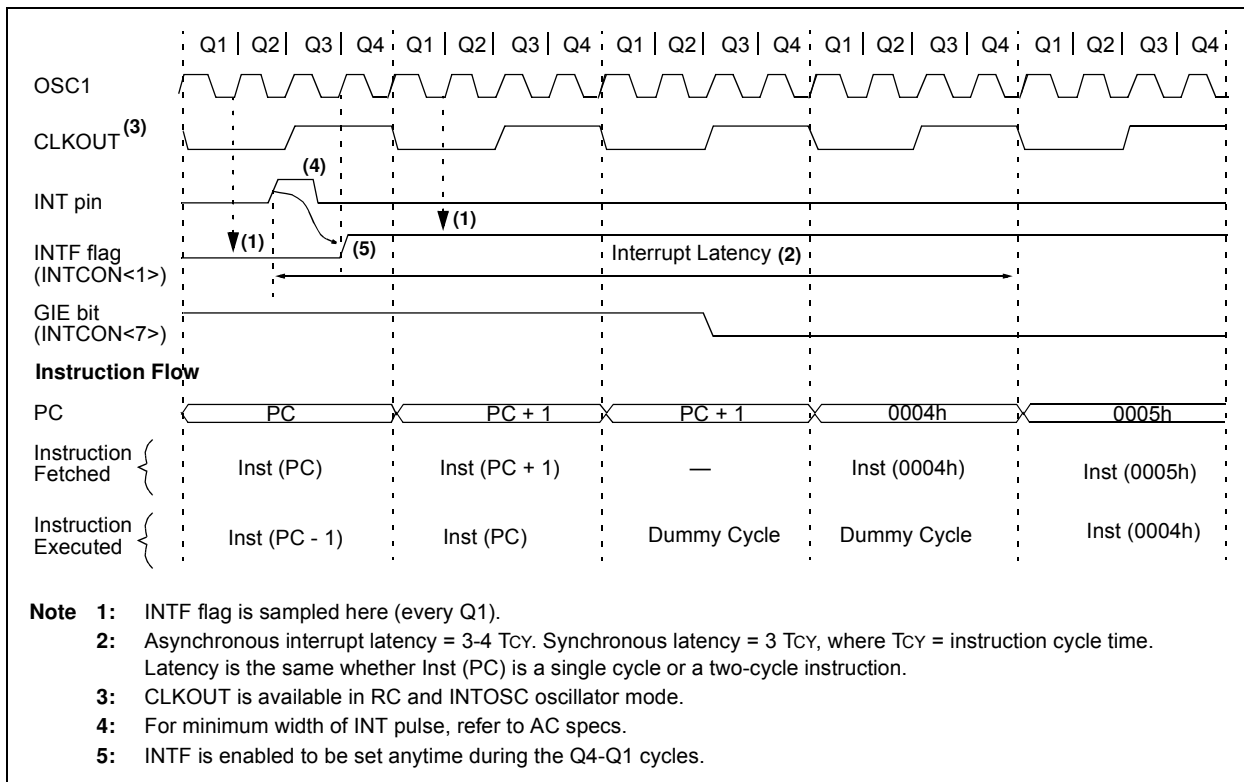 Q1 | Q2 | Q3 | Q4 Q1 | Q2 | Q3 | Q4 Q1 | Q2 | Q3 | Q4 Q1 | Q2 | Q3 | Q4 Q1 | Q2 | Q3 | Q4
OSC1
CLKOUT (3)
(4)
INT pin
(1) (1)
INTF flag
(INTCON<1>)
(5)
Interrupt Latency (2)
GIE bit
(INTCON<7>)
Instruction Flow
PC PC PC + 1 PC + 1 0004h 0005h
Instruction
Fetched
Inst (PC) Inst (PC + 1) — Inst (0004h) Inst (0005h)
Instruction
Executed
Inst (PC - 1) Inst (PC) Dummy Cycle Dummy Cycle Inst (0004h)
Note 1: INTF flag is sampled here (every Q1).
2: Asynchronous interrupt latency = 3-4 TCY. Synchronous latency = 3 TCY, where TCY = instruction cycle time.
Latency is the same whether Inst (PC) is a single cycle or a two-cycle instruction.
3: CLKOUT is available in RC and INTOSC oscillator mode.
4: For minimum width of INT pulse, refer to AC specs.
5: INTF is enabled to be set anytime during the Q4-Q1 cycles.